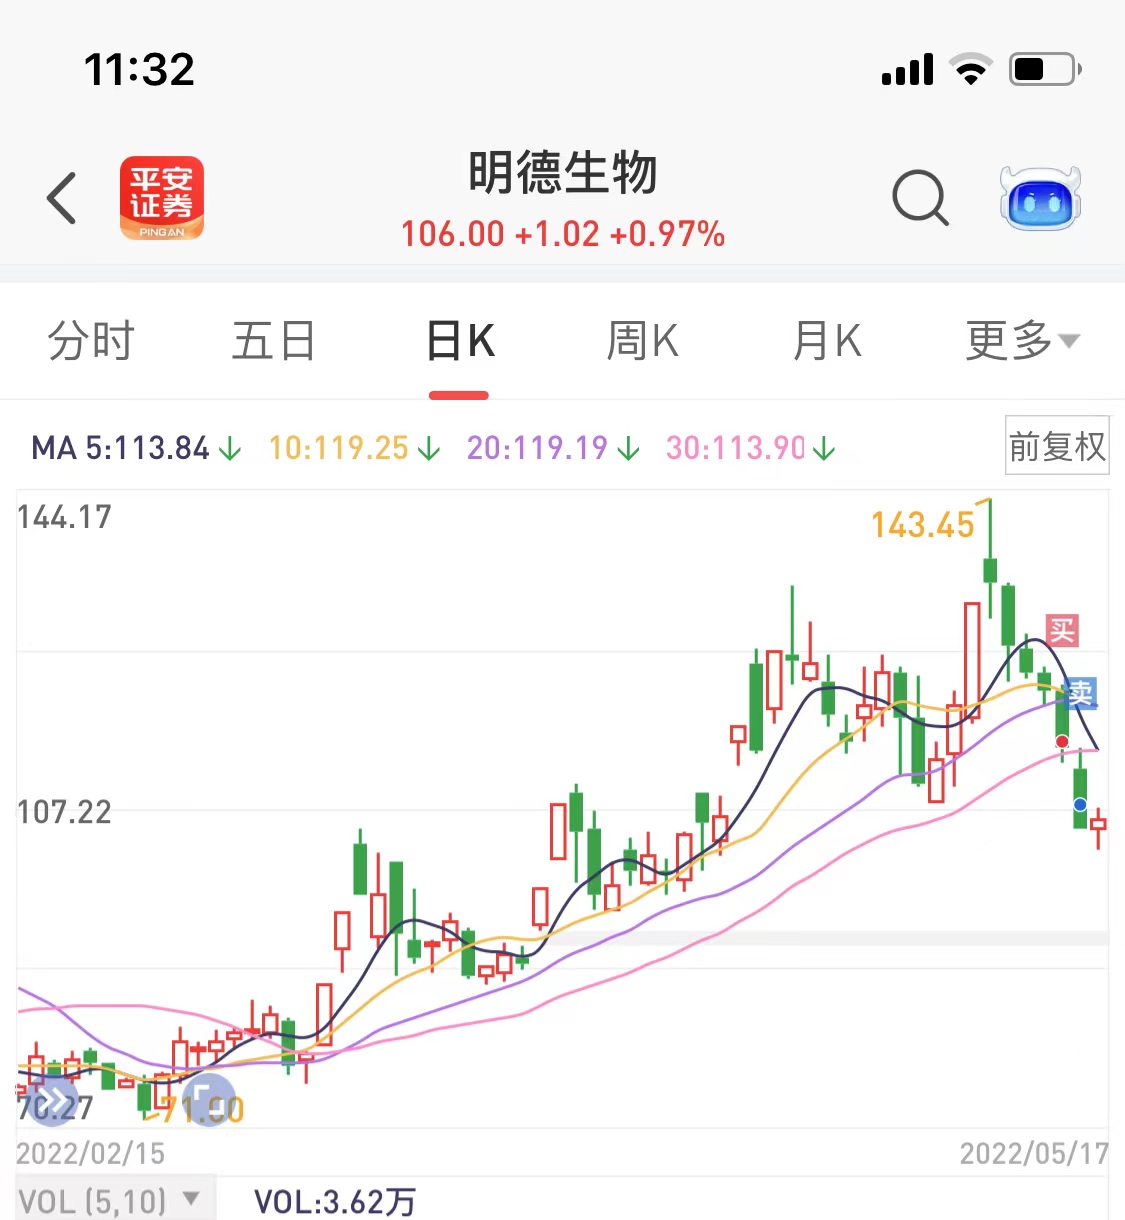 11:32
平安
证券
PINGAN
明德生物
106.00 +1.02 +0.97%
分时 五日 日K 周K 月K 更多
MA 5:113.84↓ 10:119.25↓ 20:119.19↓ 30:113.90↓ 前复权
144.17
143.45
买
卖
107.22
70.27
71.90
2022/02/15 2022/05/17
VOL (5,10) ▼ VOL:3.62万